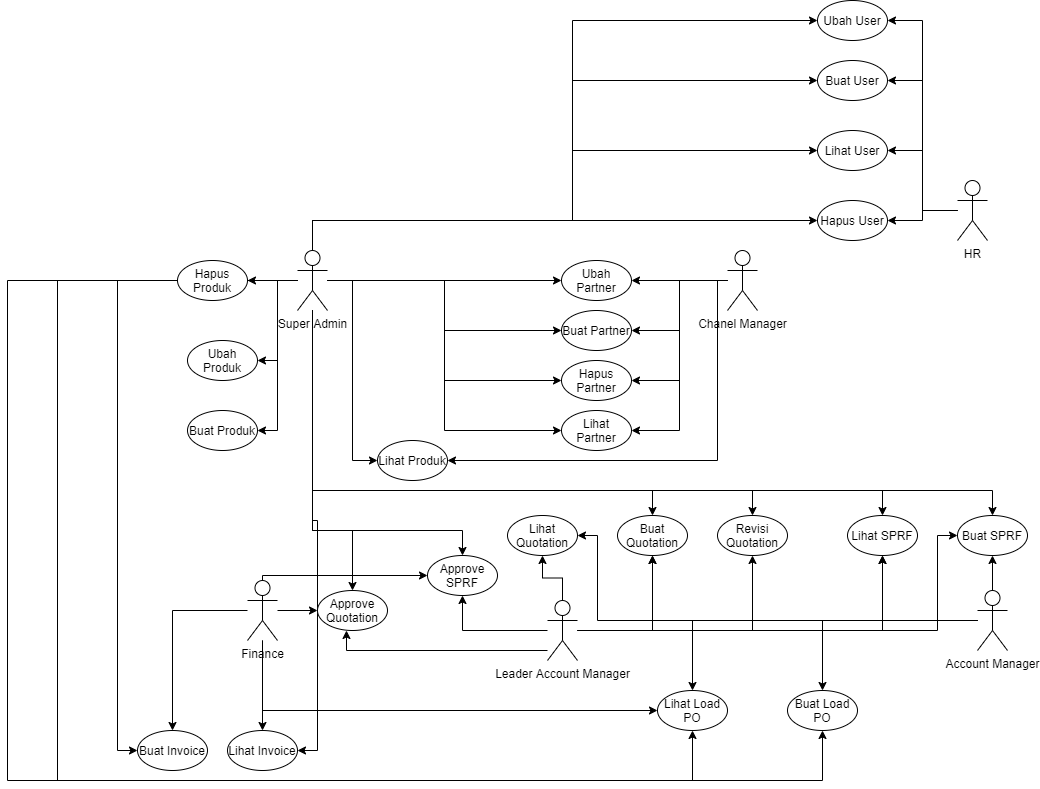 Ubah User
Buat User
Lihat User
Hapus User
HR
Hapus
Produk
Super Admin
Ubah
Partner
Chanel Manager
Buat Partner
Ubah
Produk
Hapus
Partner
Buat Produk
Lihat
Partner
Lihat Produk
Lihat
Quotation
Buat
Quotation
Revisi
Quotation
Lihat SPRF
Buat SPRF
Approve
SPRF
Approve
Quotation
Finance
Leader Account Manager
Account Manager
Lihat Load
PO
Buat Load
PO
Buat Invoice
Lihat Invoice